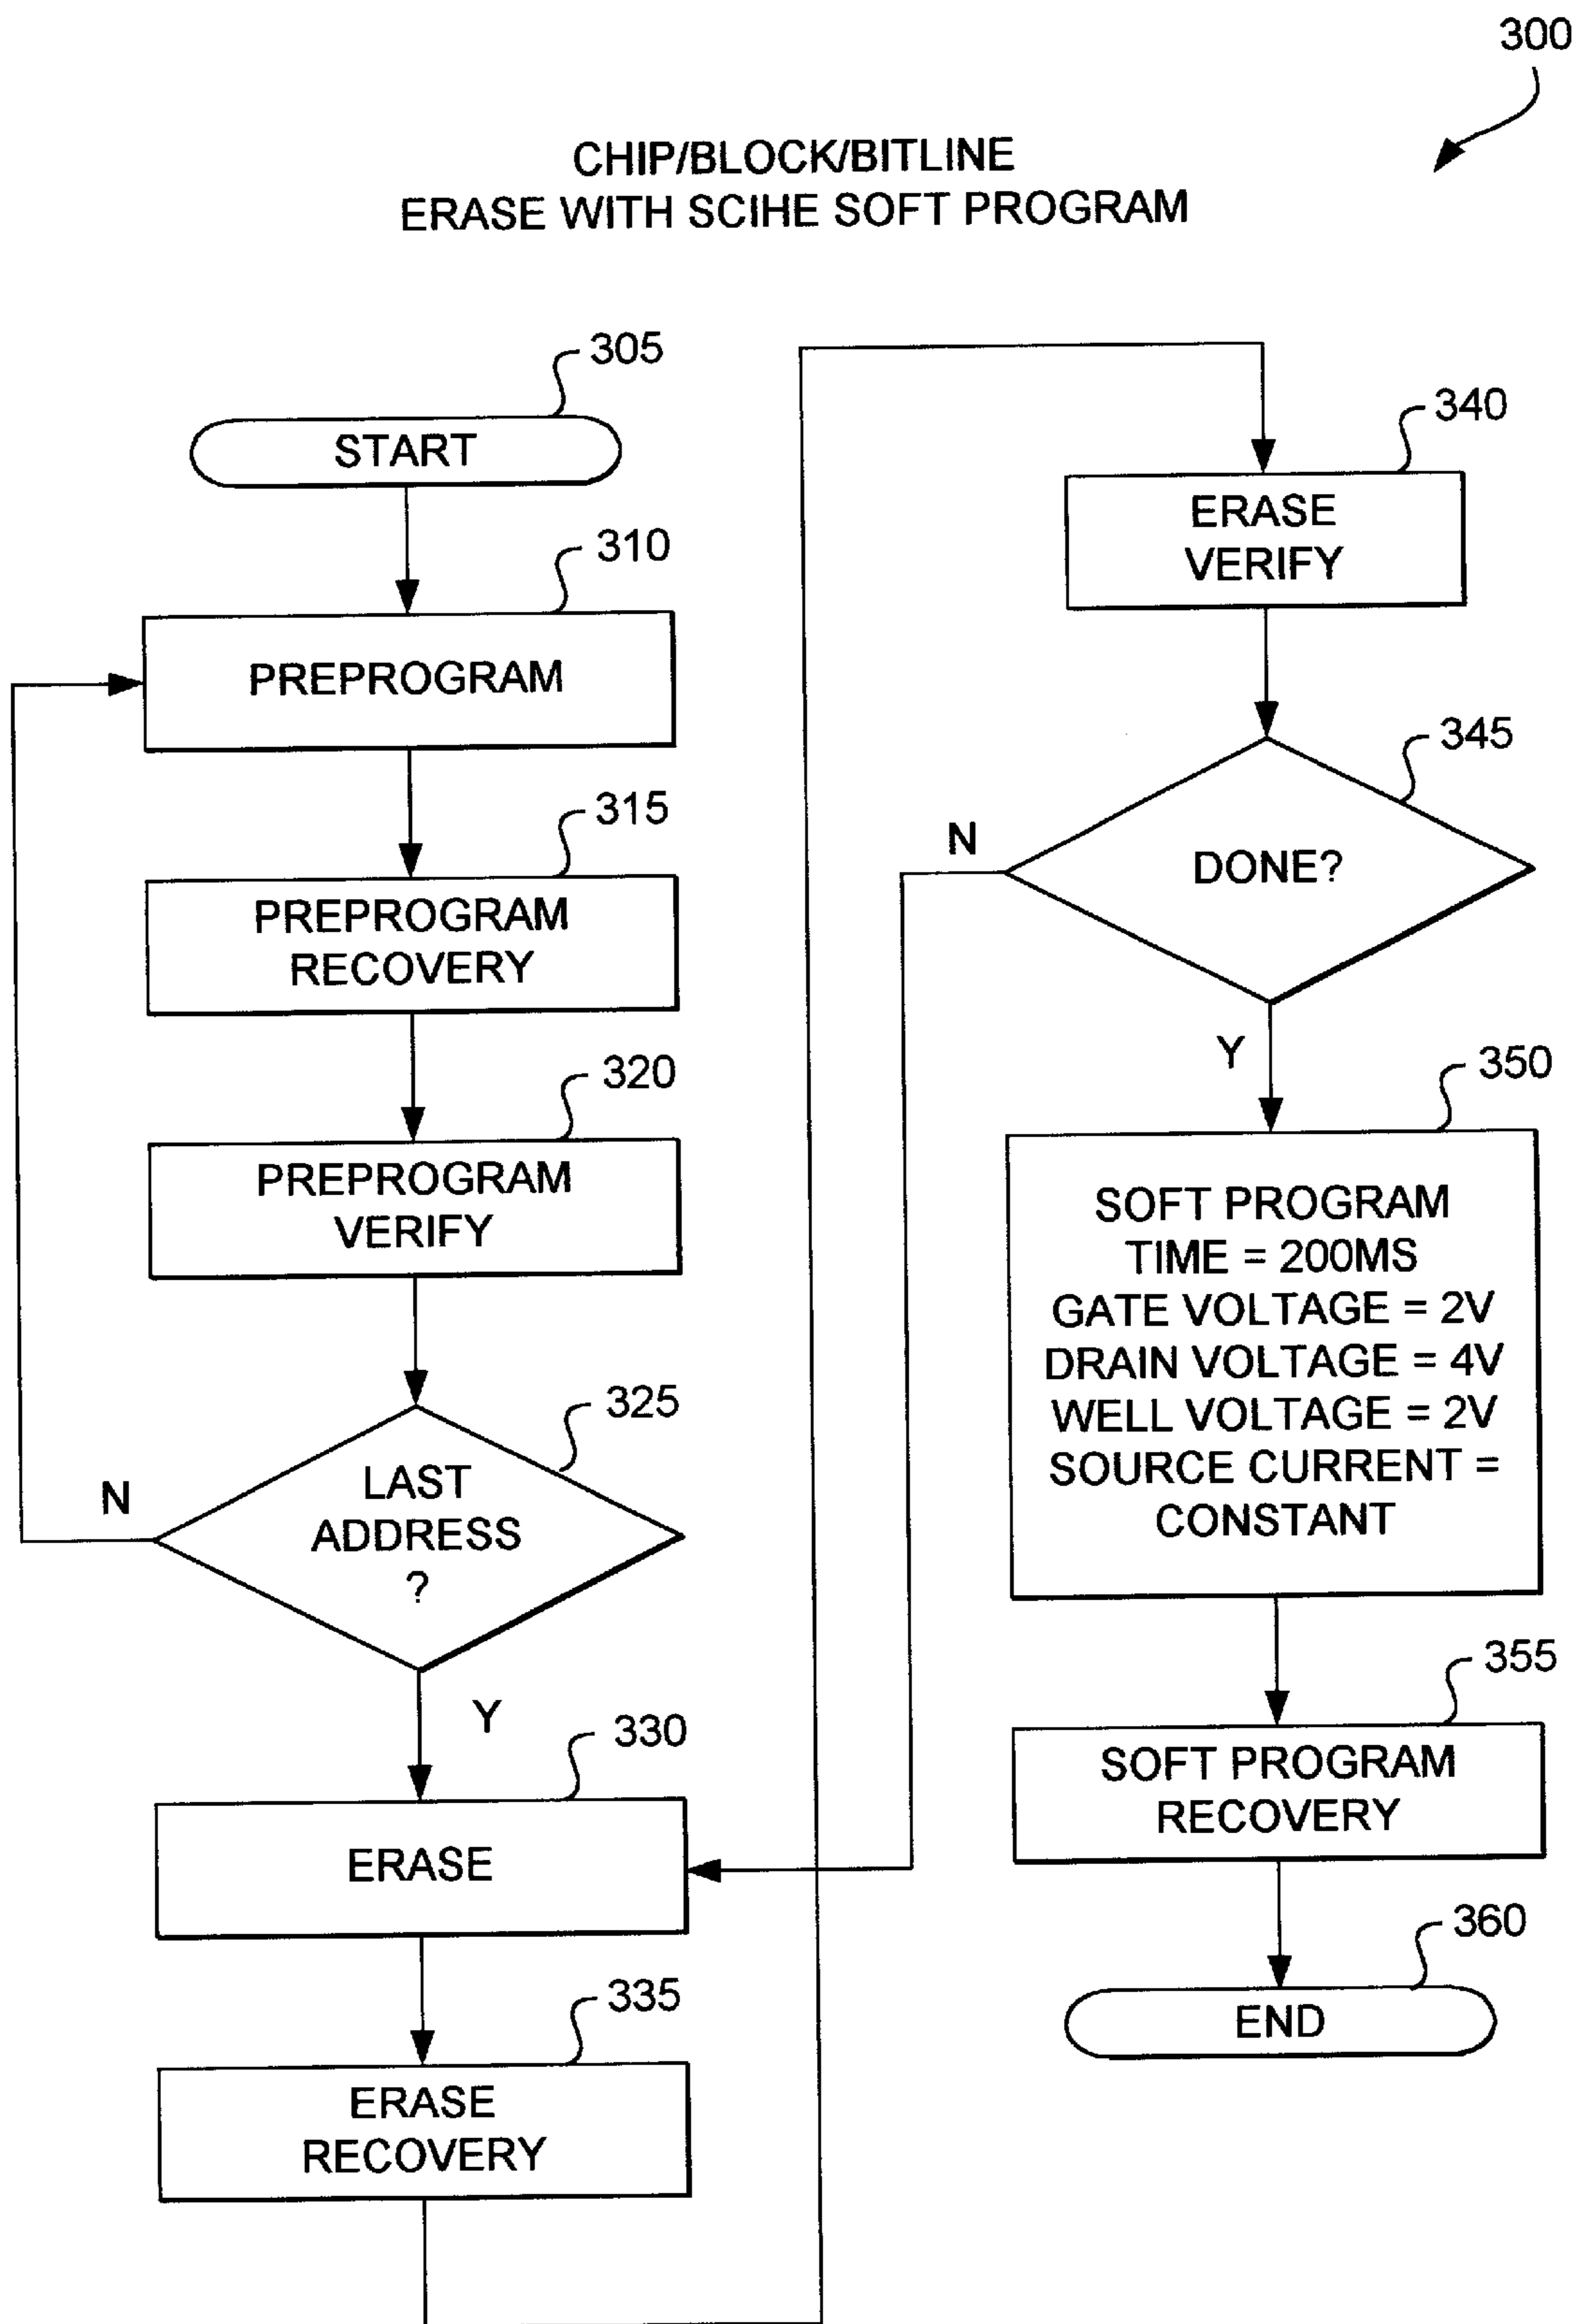 300
CHIP/BLOCK/BITLINE
ERASE WITH SCIHE SOFT PROGRAM
305
START
310
PREPROGRAM
315
PREPROGRAM
RECOVERY
320
PREPROGRAM
VERIFY
325
LAST
ADDRESS
?
N
Y
330
ERASE
335
ERASE
RECOVERY
340
ERASE
VERIFY
345
DONE?
N
Y
350
SOFT PROGRAM
TIME = 200MS
GATE VOLTAGE = 2V
DRAIN VOLTAGE = 4V
WELL VOLTAGE = 2V
SOURCE CURRENT =
CONSTANT
355
SOFT PROGRAM
RECOVERY
360
END